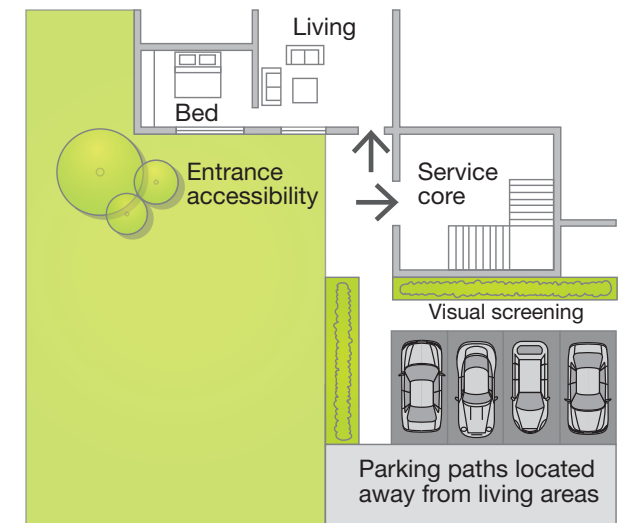 Living
Bed
Entrance
accessibility
Service
core
Visual screening
Parking paths located
away from living areas